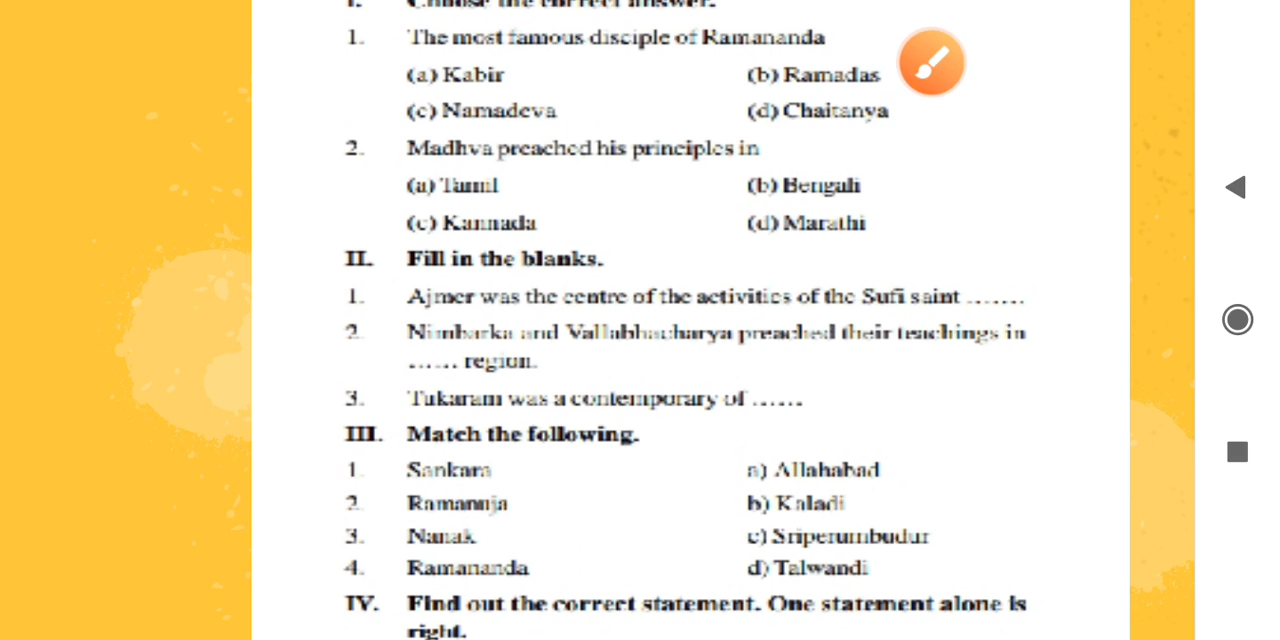 I. Choose the correct answer.
1. The most famous disciple of Ramananda
(a) Kabir (b) Ramadas
(c) Namadeva (d) Chaitanya
2. Madhva preached his principles in
(a) Tamil (b) Bengali
(c) Kannada (d) Marathi
II. Fill in the blanks.
1. Ajmer was the centre of the activities of the Sufi saint .......
2. Nimbarka and Vallabhacharya preached their teachings in
...... region.
3. Tukaram was a contemporary of ......
III. Match the following.
1. Sankara a) Allahabad
2. Ramanuja b) Kaladi
3. Nanak c) Sriperumbudur
4. Ramananda d) Talwandi
IV. Find out the correct statement. One statement alone is
right.